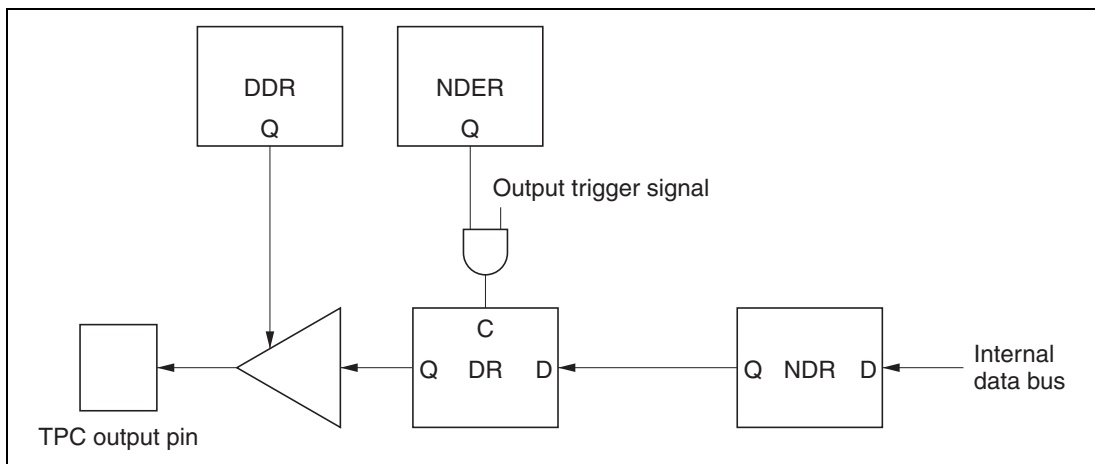 DDR
Q
NDER
Q
Output trigger signal
C
Q DR D
Q NDR D
Internal
data bus
TPC output pin